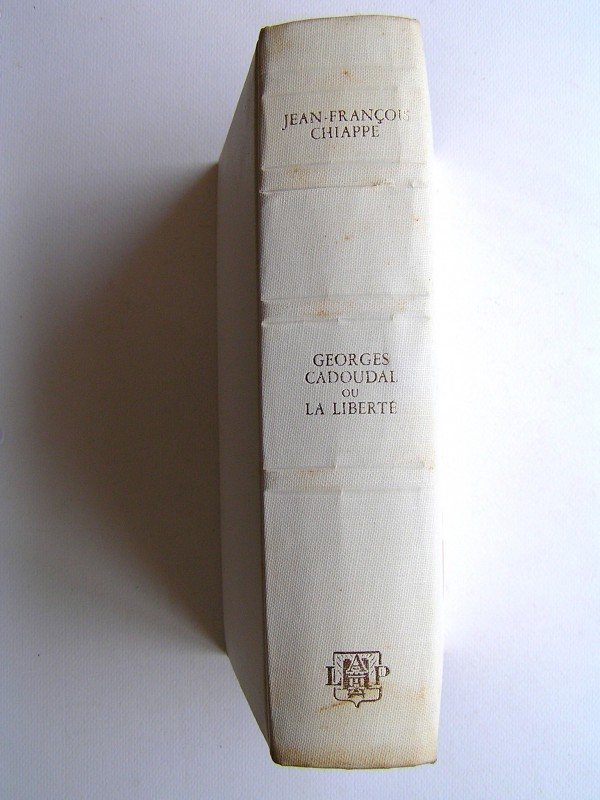 JEAN-FRANÇOIS
CHIAPPE
GEORGES
CADOUDAL
OU
LA LIBERTÉ
L A P